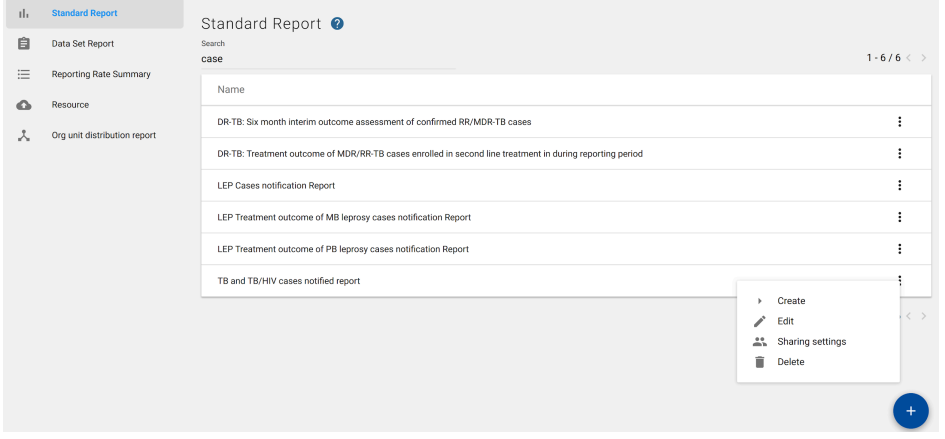 Standard Report
Data Set Report
Reporting Rate Summary
Resource
Org unit distribution report
Standard Report ?
Search
case
1 - 6 / 6
Name
DR-TB: Six month interim outcome assessment of confirmed RR/MDR-TB cases
DR-TB: Treatment outcome of MDR/RR-TB cases enrolled in second line treatment in during reporting period
LEP Cases notification Report
LEP Treatment outcome of MB leprosy cases notification Report
LEP Treatment outcome of PB leprosy cases notification Report
TB and TB/HIV cases notified report
Create
Edit
Sharing settings
Delete
+